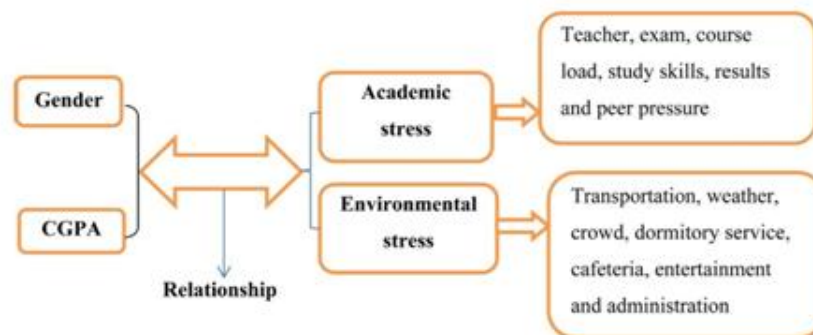 Gender
CGPA
Relationship
Academic
stress
Environmental
stress
Teacher, exam, course
load, study skills, results
and peer pressure
Transportation, weather,
crowd, dormitory service,
cafeteria, entertainment
and administration